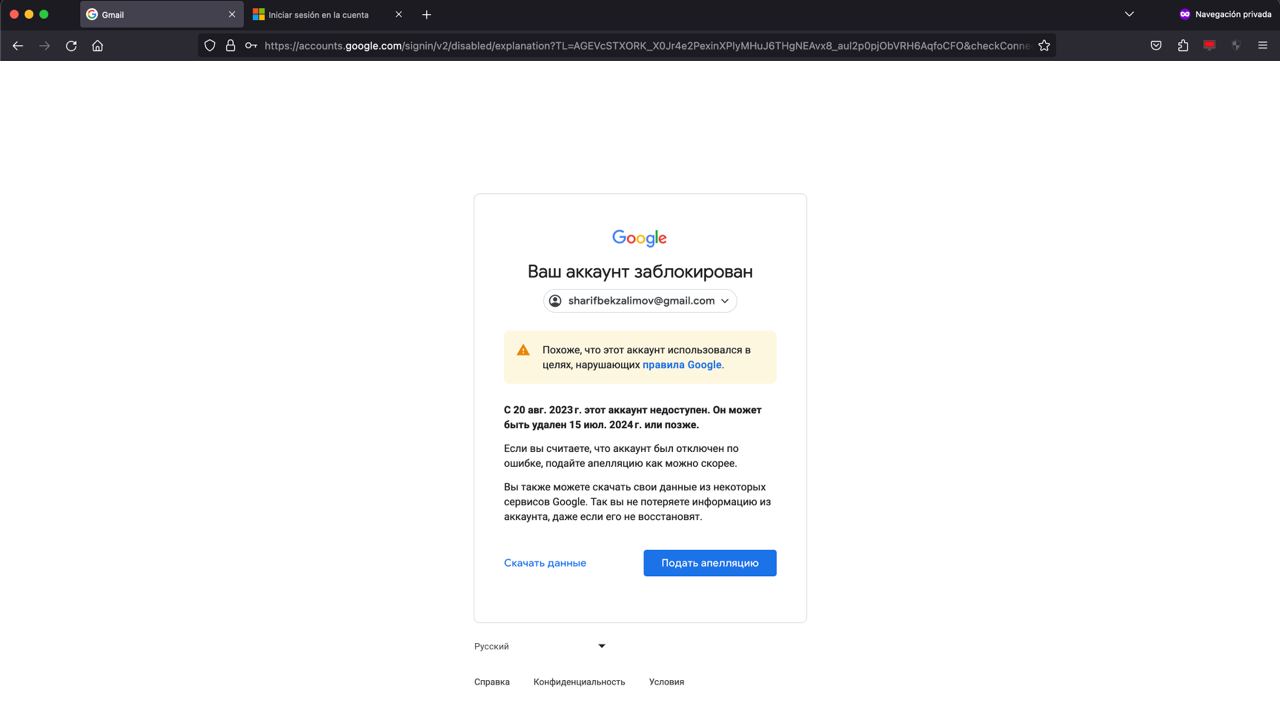 Gmail
Iniciar sesión en la cuenta
Navegación privada
https://accounts.google.com/signin/v2/disabled/explanation?TL=AGEVcSTXORK_X0Jr4e2PexinXPlyMHuJ6THgNEAvx8_aul2p0pjObVRH6AqfoCFO&checkConne
Google
Ваш аккаунт заблокирован
sharifbekzalimov@gmail.com
Похоже, что этот аккаунт использовался в
целях, нарушающих правила Google.
С 20 авг. 2023 г. этот аккаунт недоступен. Он может
быть удален 15 июл. 2024 г. или позже.
Если вы считаете, что аккаунт был отключен по
ошибке, подайте апелляцию как можно скорее.
Вы также можете скачать свои данные из некоторых
сервисов Google. Так вы не потеряете информацию из
аккаунта, даже если его не восстановят.
Скачать данные
Подать апелляцию
Русский
Справка
Конфиденциальность
Условия